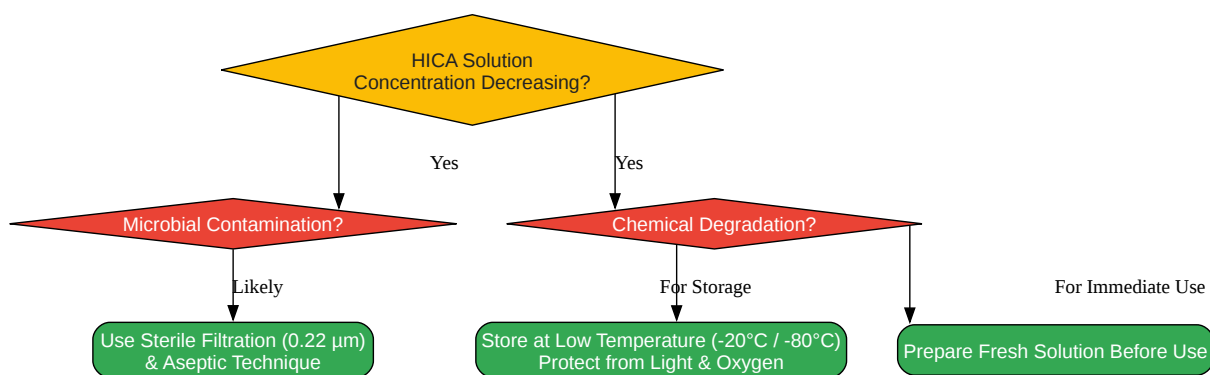 HICA Solution
Concentration Decreasing?
Yes
Yes
Microbial Contamination?
Chemical Degradation?
Likely
For Storage
For Immediate Use
Use Sterile Filtration (0.22 µm)
& Aseptic Technique
Store at Low Temperature (-20°C / -80°C)
Protect from Light & Oxygen
Prepare Fresh Solution Before Use